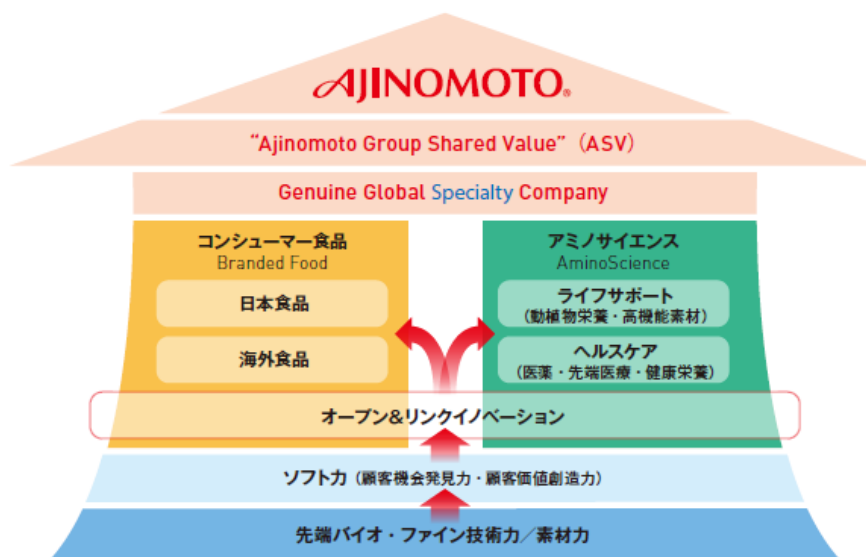 AJINOMOTO®
“Ajinomoto Group Shared Value”（ASV）
Genuine Global Specialty Company
コンシューマー食品
Branded Food
日本食品
海外食品
アミノサイエンス
AminoScience
ライフサポート
（動植物栄養・高機能素材）
ヘルスケア
（医薬・先端医療・健康栄養）
オープン&リンクイノベーション
ソフト力（顧客機会発見力・顧客価値創造力）
先端バイオ・ファイン技術力／素材力